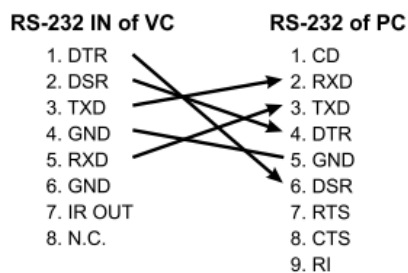 RS-232 IN of VC
1. DTR
2. DSR
3. TXD
4. GND
5. RXD
6. GND
7. IR OUT
8. N.C.
RS-232 of PC
1. CD
2. RXD
3. TXD
4. DTR
5. GND
6. DSR
7. RTS
8. CTS
9. RI